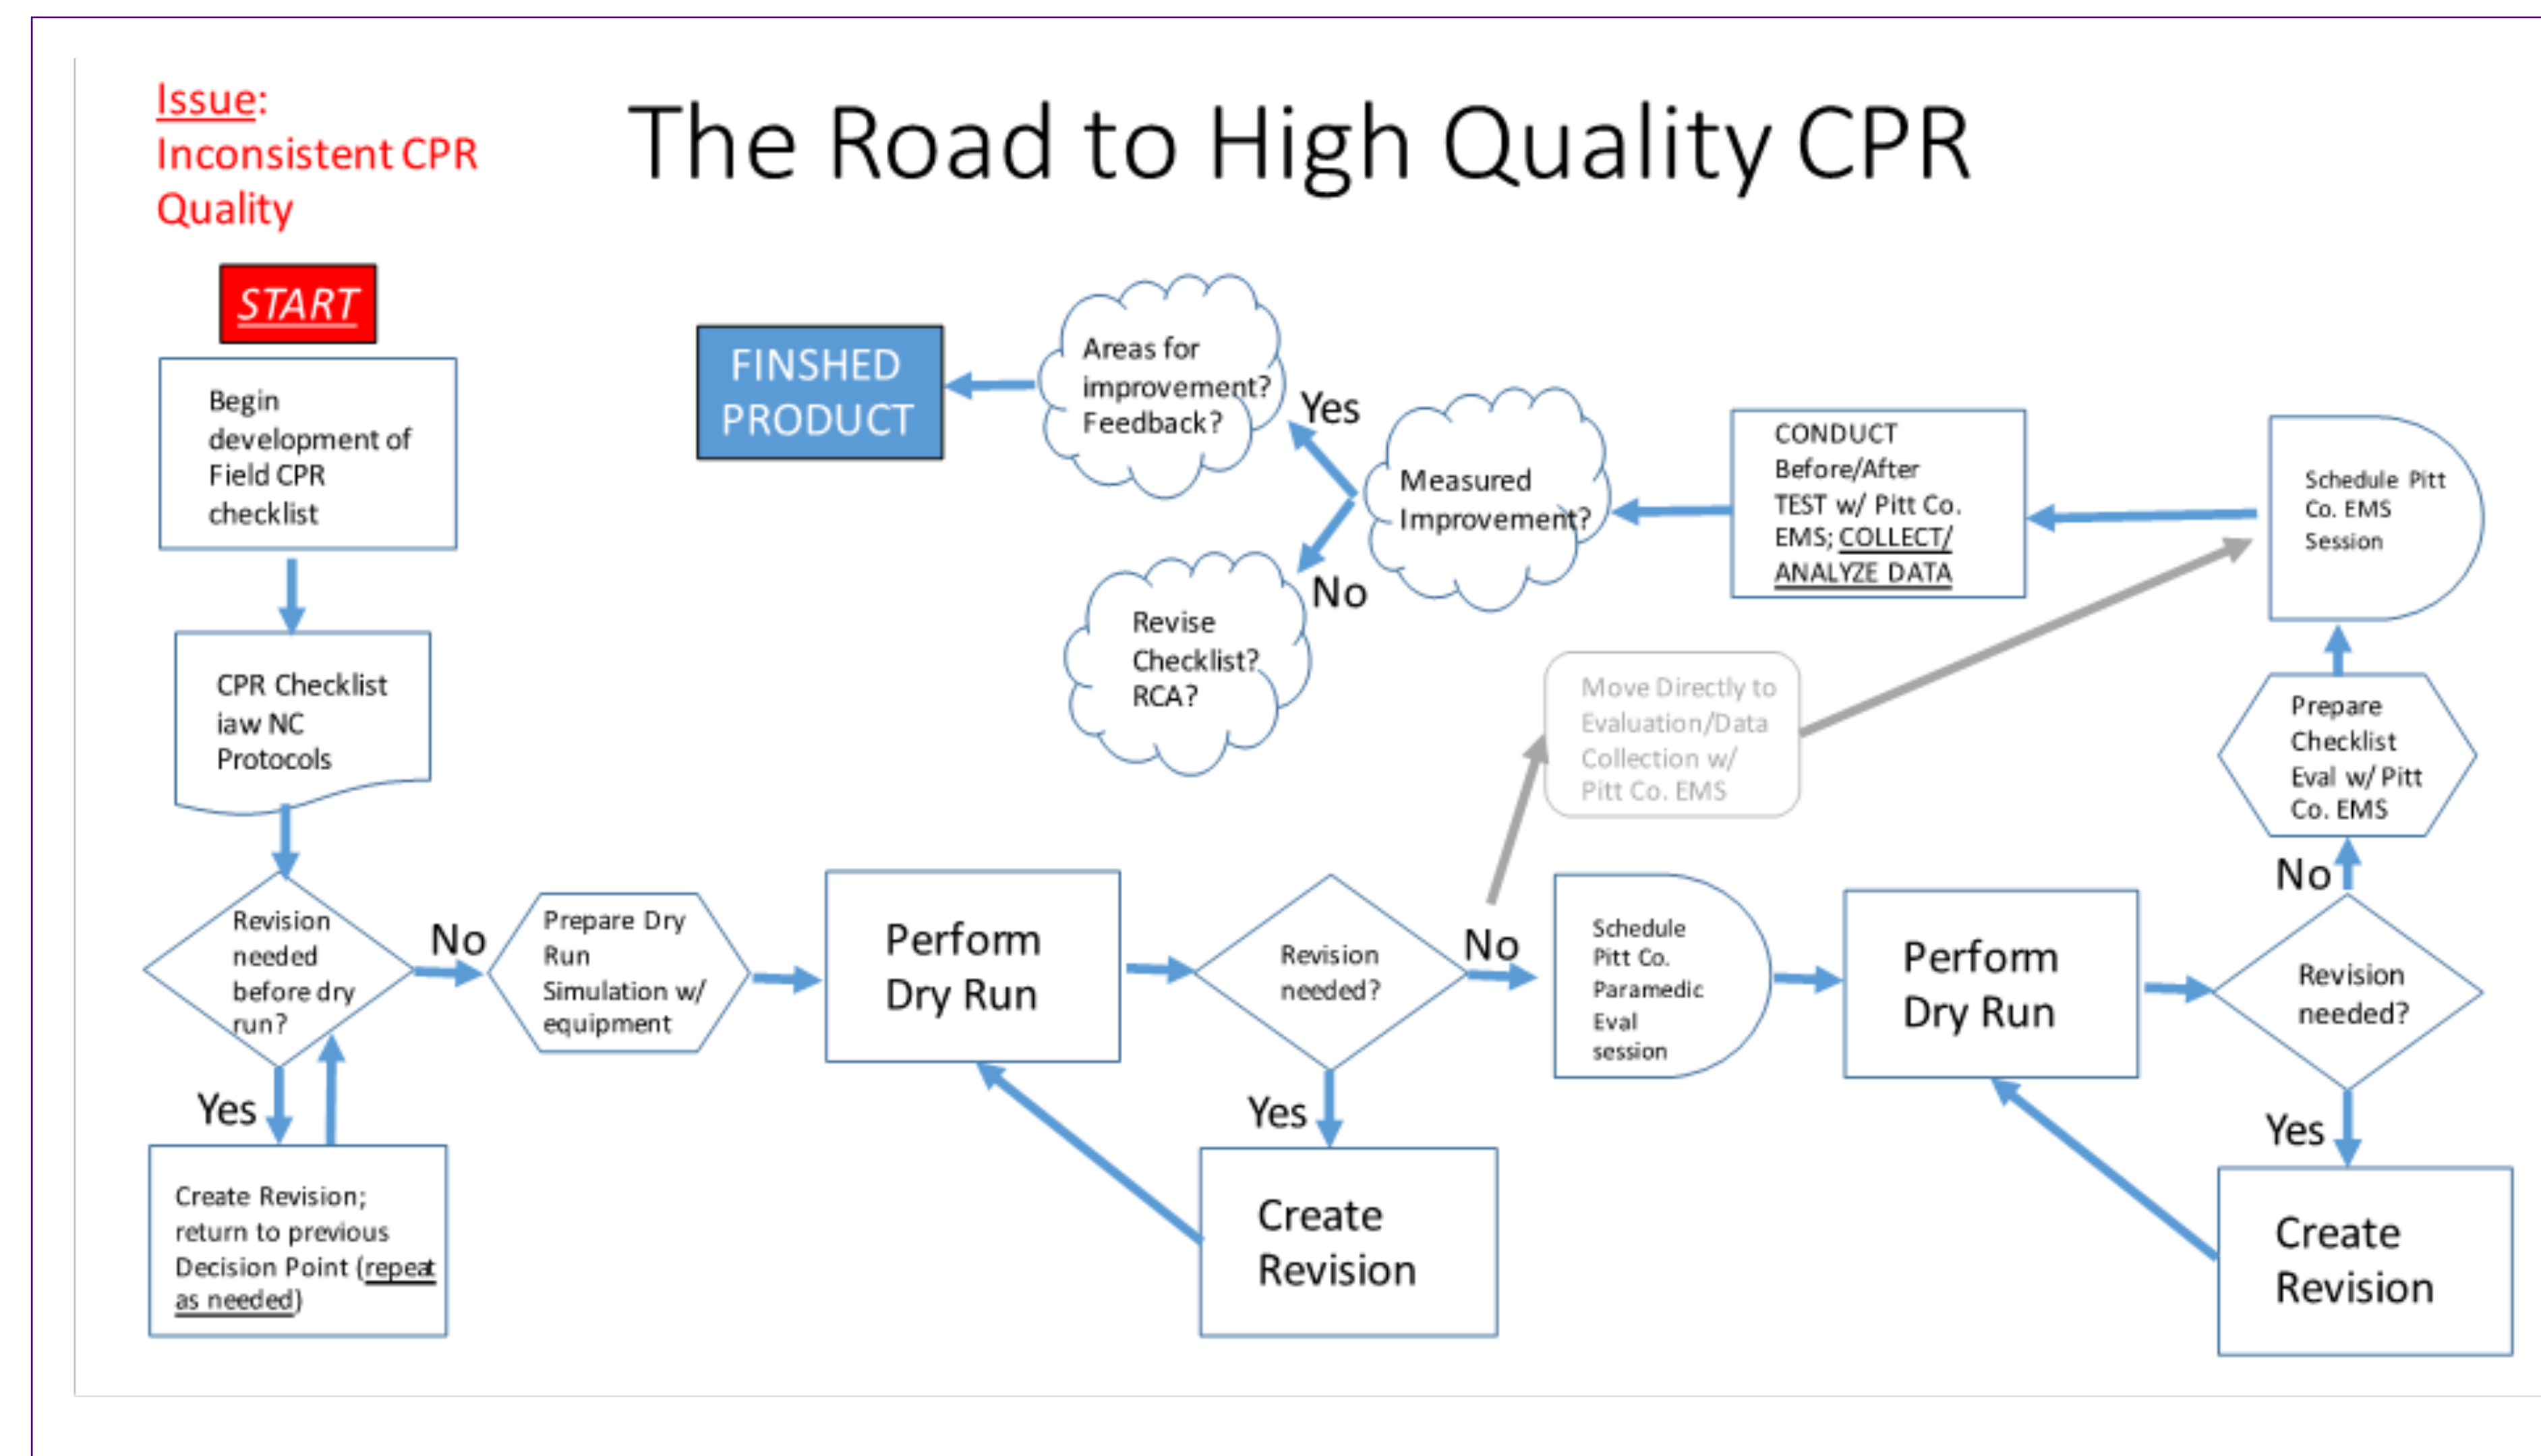 Issue:
Inconsistent CPR
Quality
The Road to High Quality CPR
START
Begin
development of
Field CPR
checklist
CPR Checklist
iaw NC
Protocols
Revision
needed
before dry
run?
No
Yes
Create Revision;
return to previous
Decision Point (repeat
as needed)
Prepare Dry
Run
Simulation w/
equipment
Perform
Dry Run
Revision
needed?
Yes
Create
Revision
No
Move Directly to
Evaluation/Data
Collection w/
Pitt Co. EMS
Schedule
Pitt Co.
Paramedic
Eval
session
Perform
Dry Run
Revision
needed?
Yes
Create
Revision
No
Prepare
Checklist
Eval w/ Pitt
Co. EMS
Schedule Pitt
Co. EMS
Session
CONDUCT
Before/After
TEST w/ Pitt Co.
EMS; COLLECT/
ANALYZE DATA
Measured
Improvement?
Yes
Areas for
improvement?
Feedback?
No
Revise
Checklist?
RCA?
FINSHED
PRODUCT